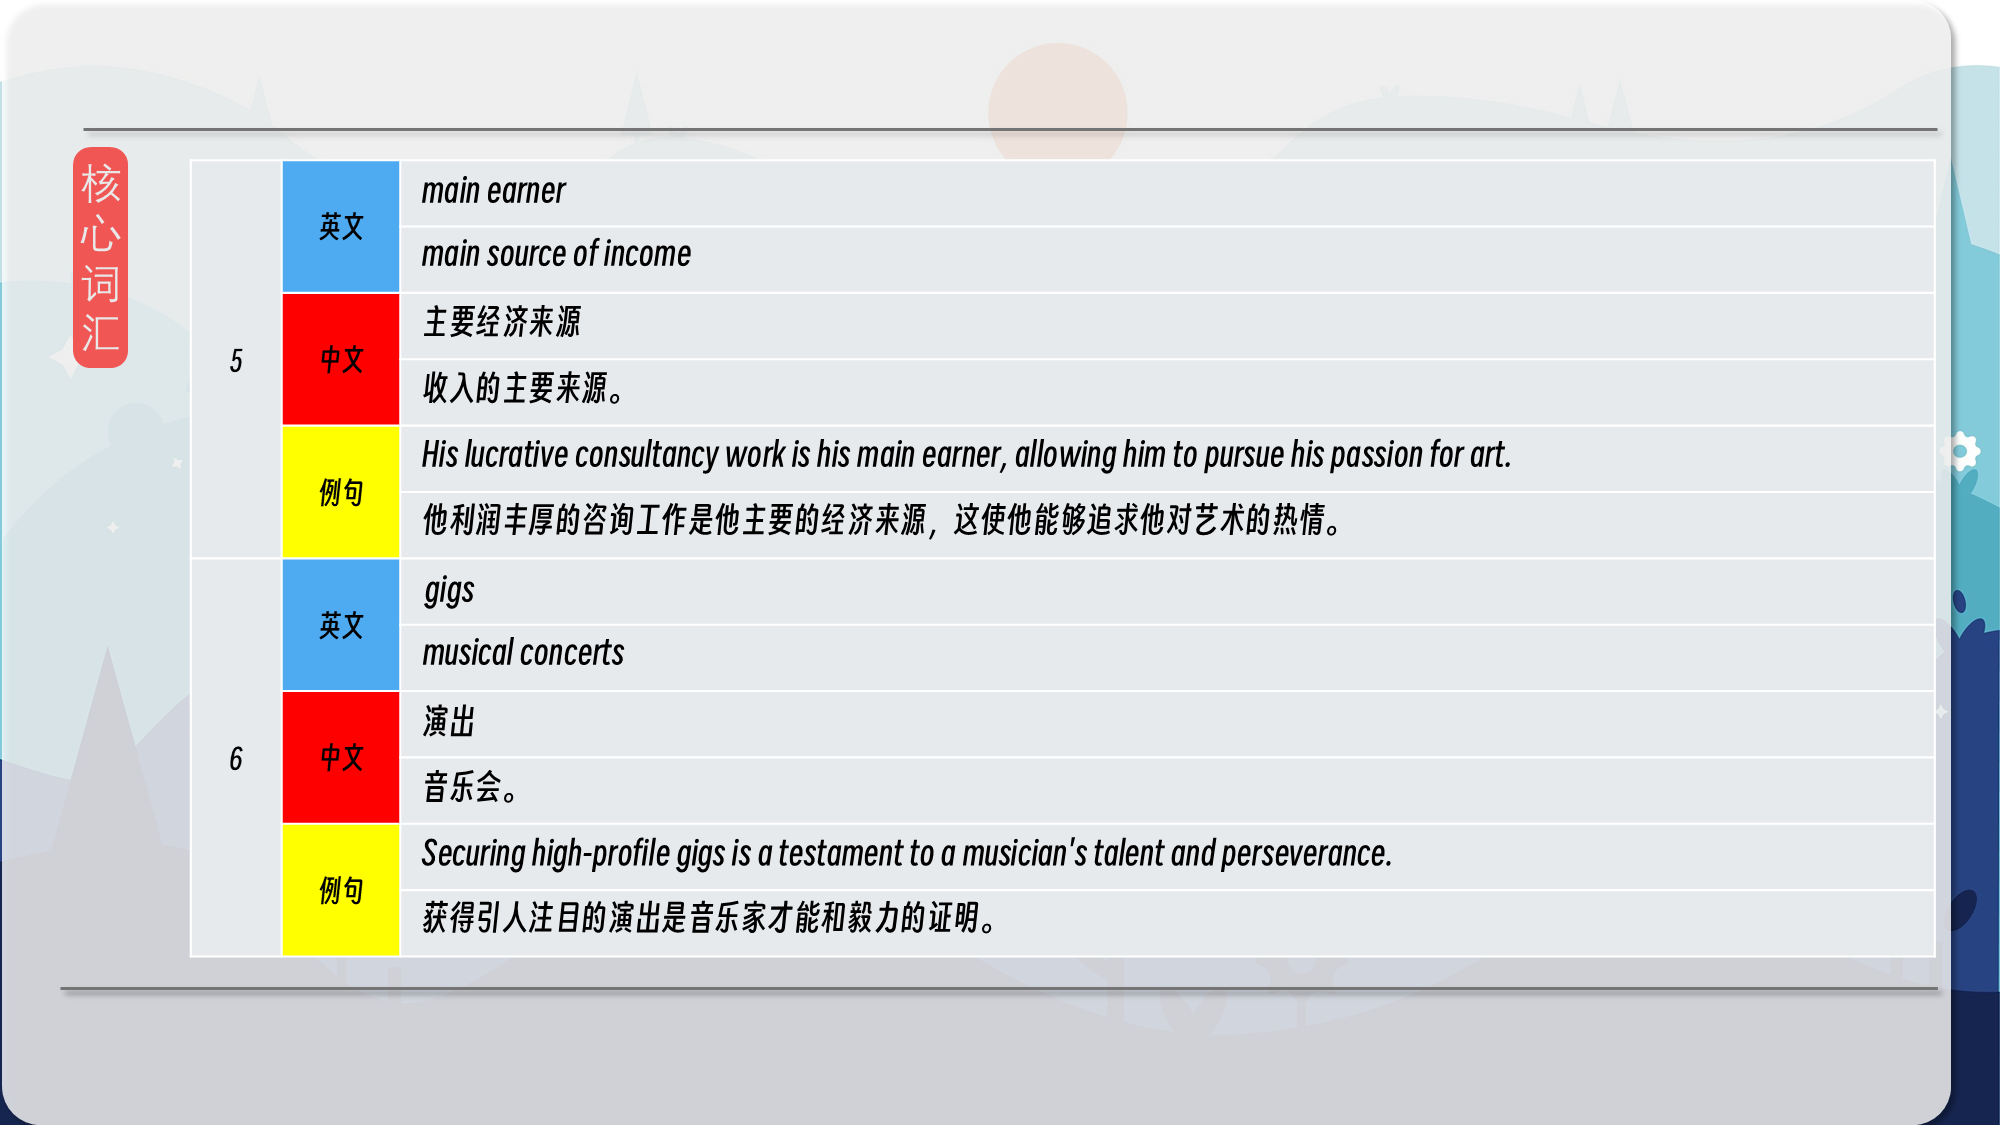 核心词汇
5
英文
main earner
main source of income
中文
主要经济来源
收入的主要来源。
例句
His lucrative consultancy work is his main earner, allowing him to pursue his passion for art.
他利润丰厚的咨询工作是他主要的经济来源，这使他能够追求他对艺术的热情。
6
英文
gigs
musical concerts
中文
演出
音乐会。
例句
Securing high-profile gigs is a testament to a musician's talent and perseverance.
获得引人注目的演出是音乐家才能和毅力的证明。